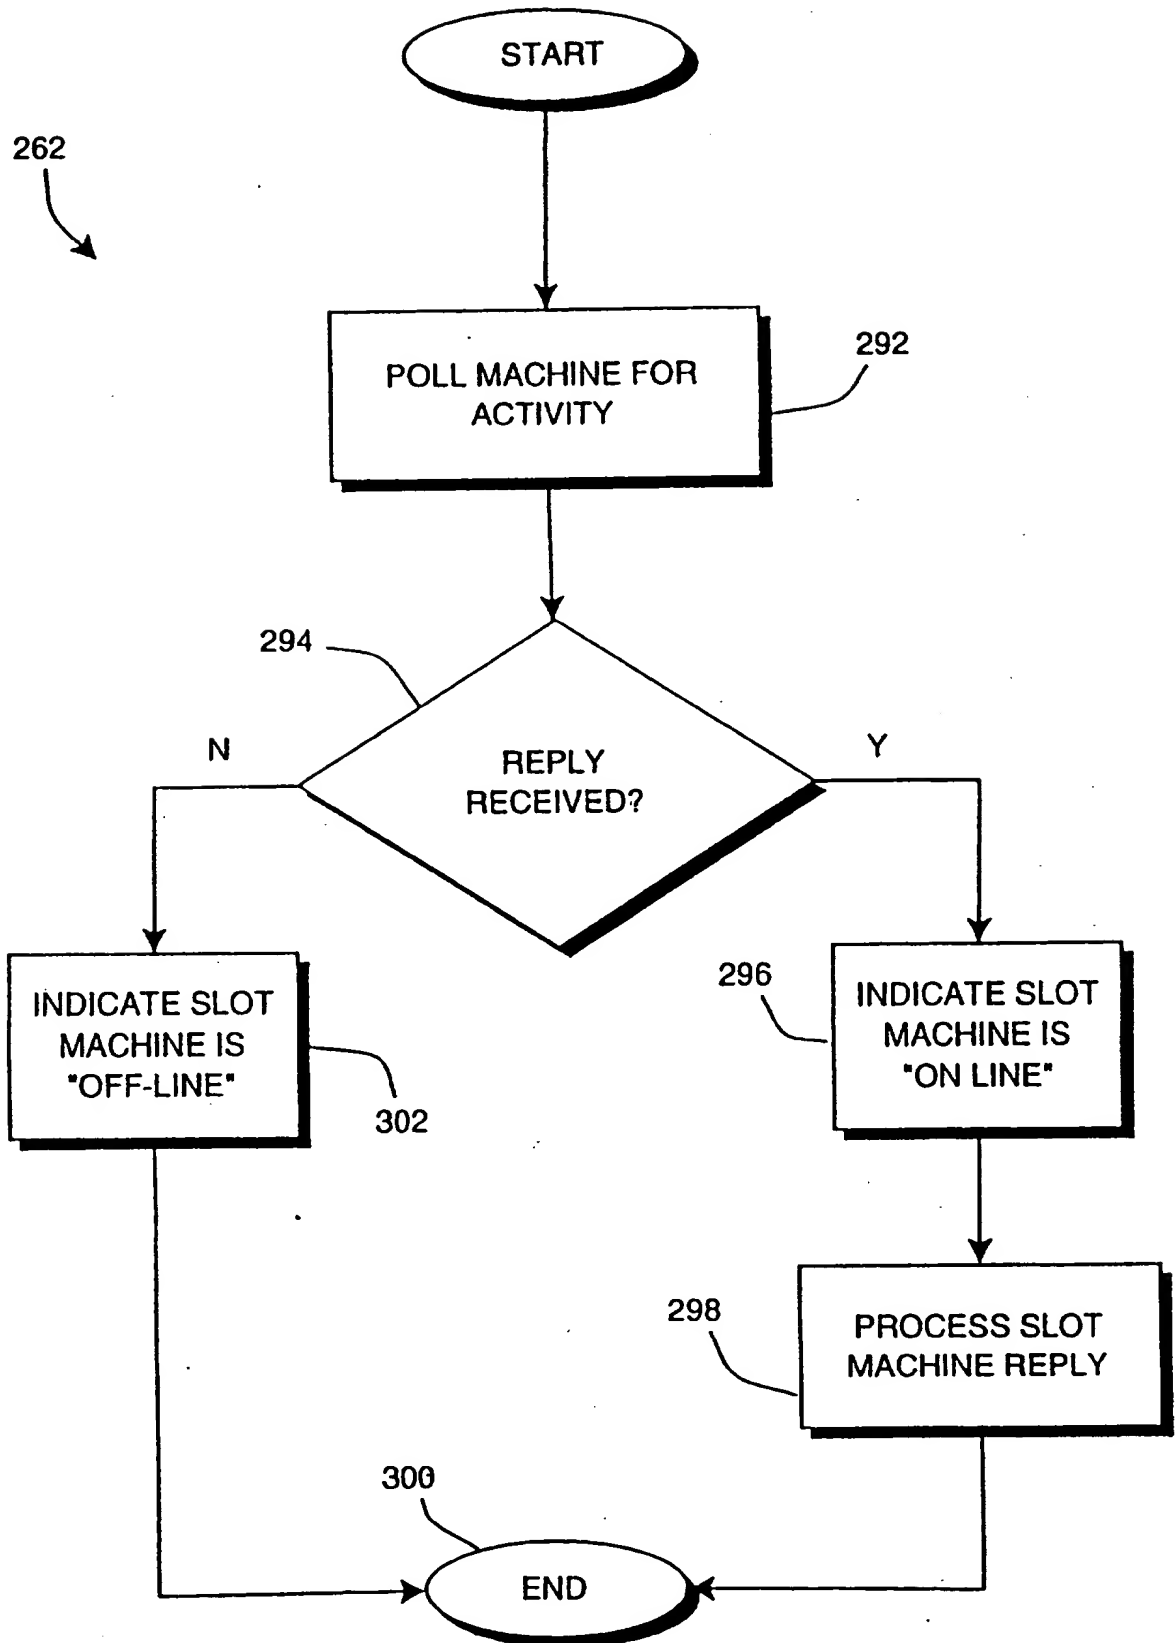 START
262
POLL MACHINE FOR
ACTIVITY
292
294
N
REPLY
RECEIVED?
Y
INDICATE SLOT
MACHINE IS
"OFF-LINE"
302
296
INDICATE SLOT
MACHINE IS
"ON LINE"
298
PROCESS SLOT
MACHINE REPLY
300
END